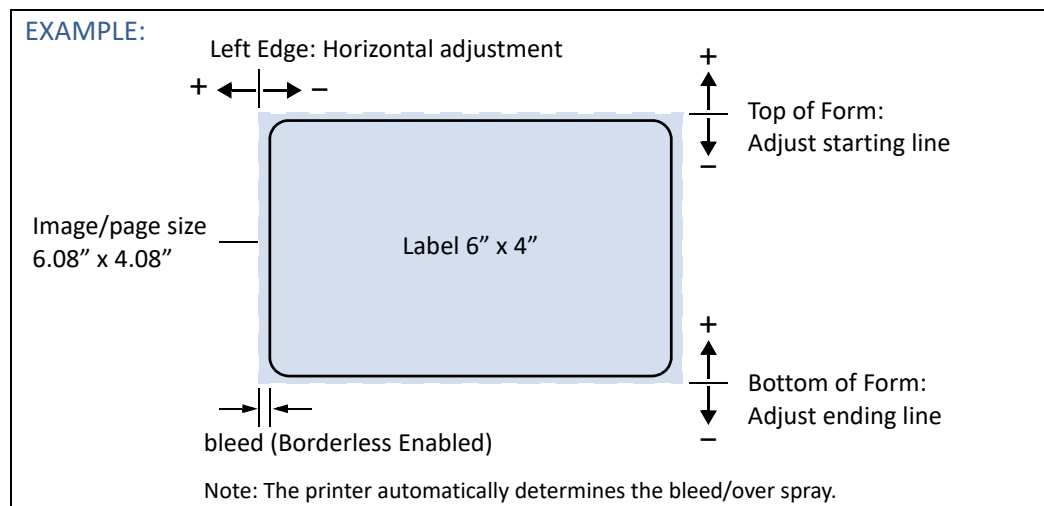 EXAMPLE:
Left Edge: Horizontal adjustment
+ –
+
Top of Form:
Adjust starting line
–
Image/page size
6.08” x 4.08”
Label 6” x 4”
+
Bottom of Form:
Adjust ending line
–
bleed (Borderless Enabled)
Note: The printer automatically determines the bleed/over spray.